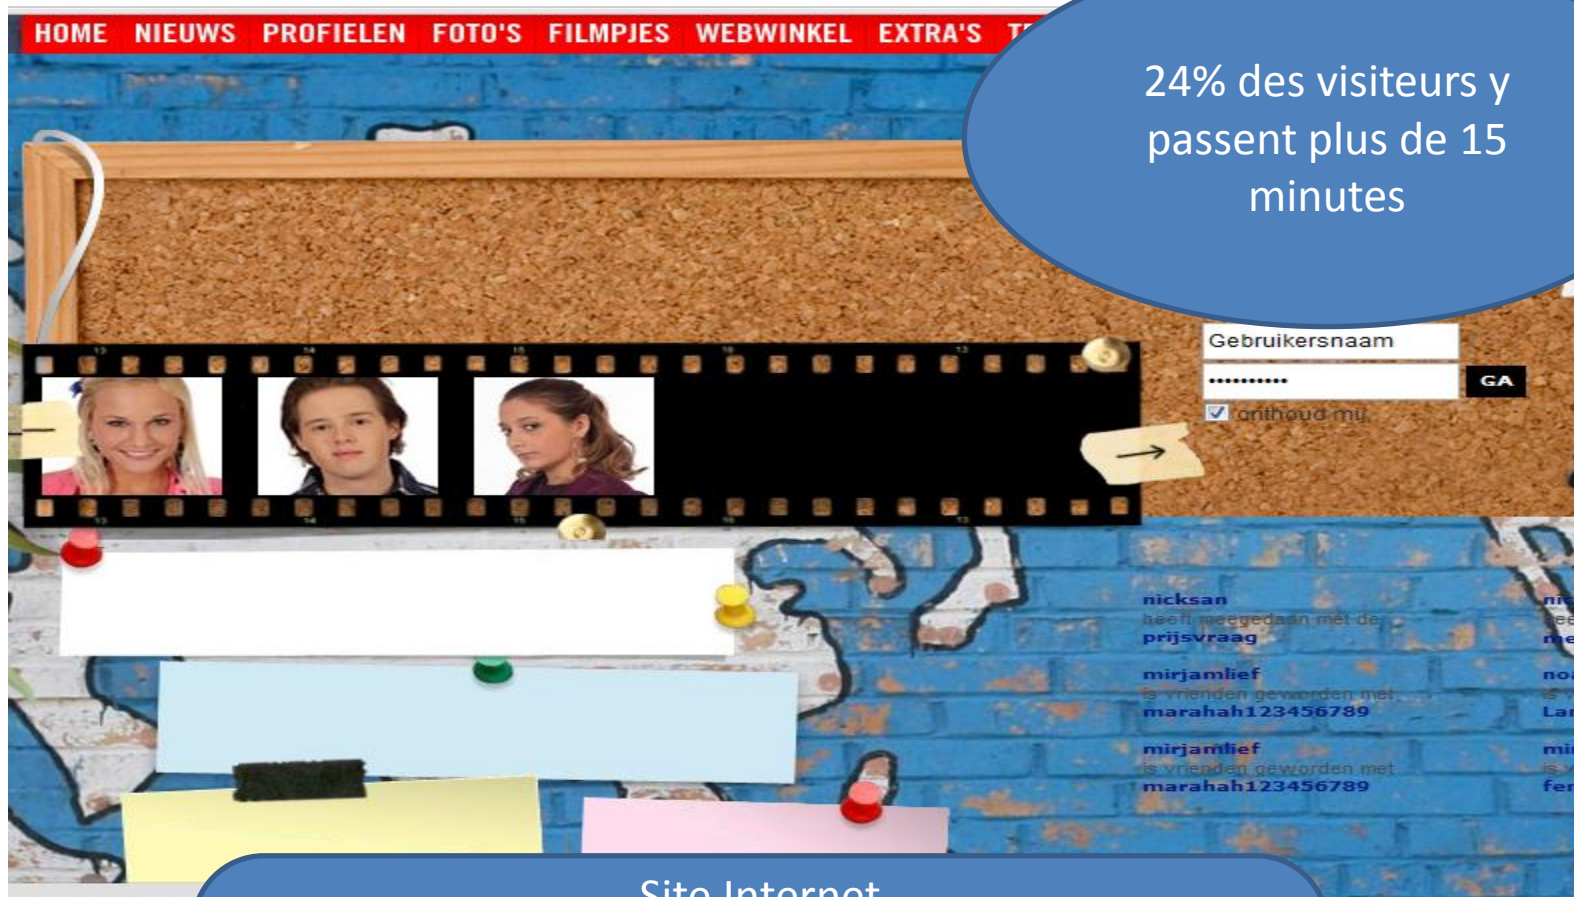 HOME NIEUWS PROFIELEN FOTO'S FILMPJES WEBWINKEL EXTRA'S
24% des visiteurs y
passent plus de 15
minutes
Gebruikersnaam
••••••••••
GA
onthoud mij
nicksan
heeft meegedaan met de
prijsvraag
mirjamlief
is vrienden geworden met
marahah123456789
mirjamlief
is vrienden geworden met
marahah123456789
Site Internet